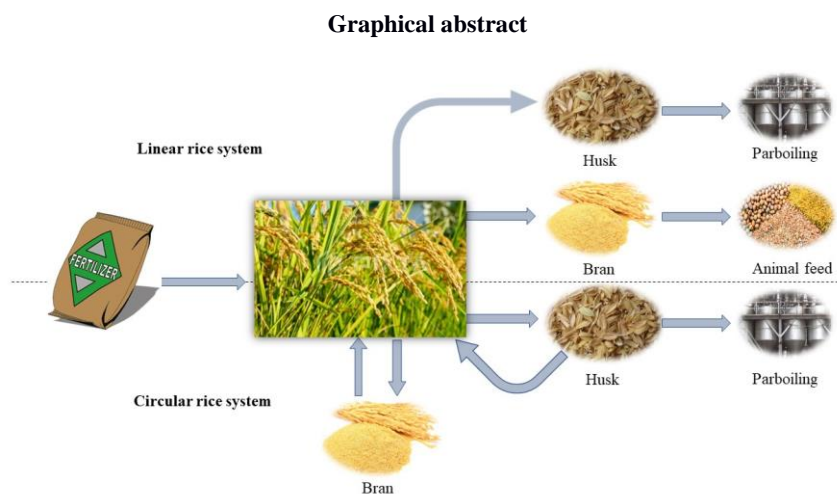 Graphical abstract
Linear rice system
Husk
Parboiling
FERTILIZER
Bran
Animal feed
Husk
Parboiling
Circular rice system
Bran